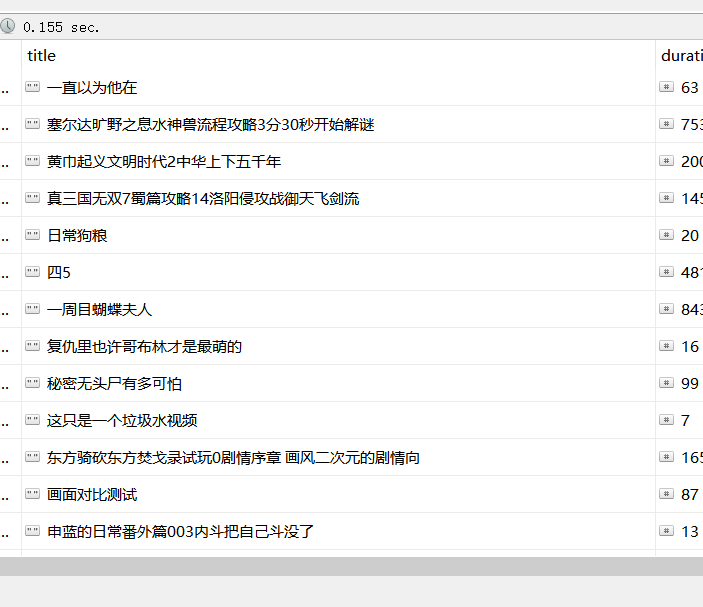 0.155 sec.
title durati
.. "" 一直以为他在 # 63
.. "" 塞尔达旷野之息水神兽流程攻略3分30秒开始解谜 # 753
.. "" 黄巾起义文明时代2中华上下五千年 # 200
.. "" 真三国无双7蜀篇攻略14洛阳侵攻战御天飞剑流 # 145
.. "" 日常狗粮 # 20
.. "" 四5 # 481
.. "" 一周目蝴蝶夫人 # 843
.. "" 复仇里也许哥布林才是最萌的 # 16
.. "" 秘密无头尸有多可怕 # 99
.. "" 这只是一个垃圾水视频 # 7
.. "" 东方骑砍东方焚戈录试玩0剧情序章 画风二次元的剧情向 # 165
.. "" 画面对比测试 # 87
.. "" 申蓝的日常番外篇003内斗把自己斗没了 # 13